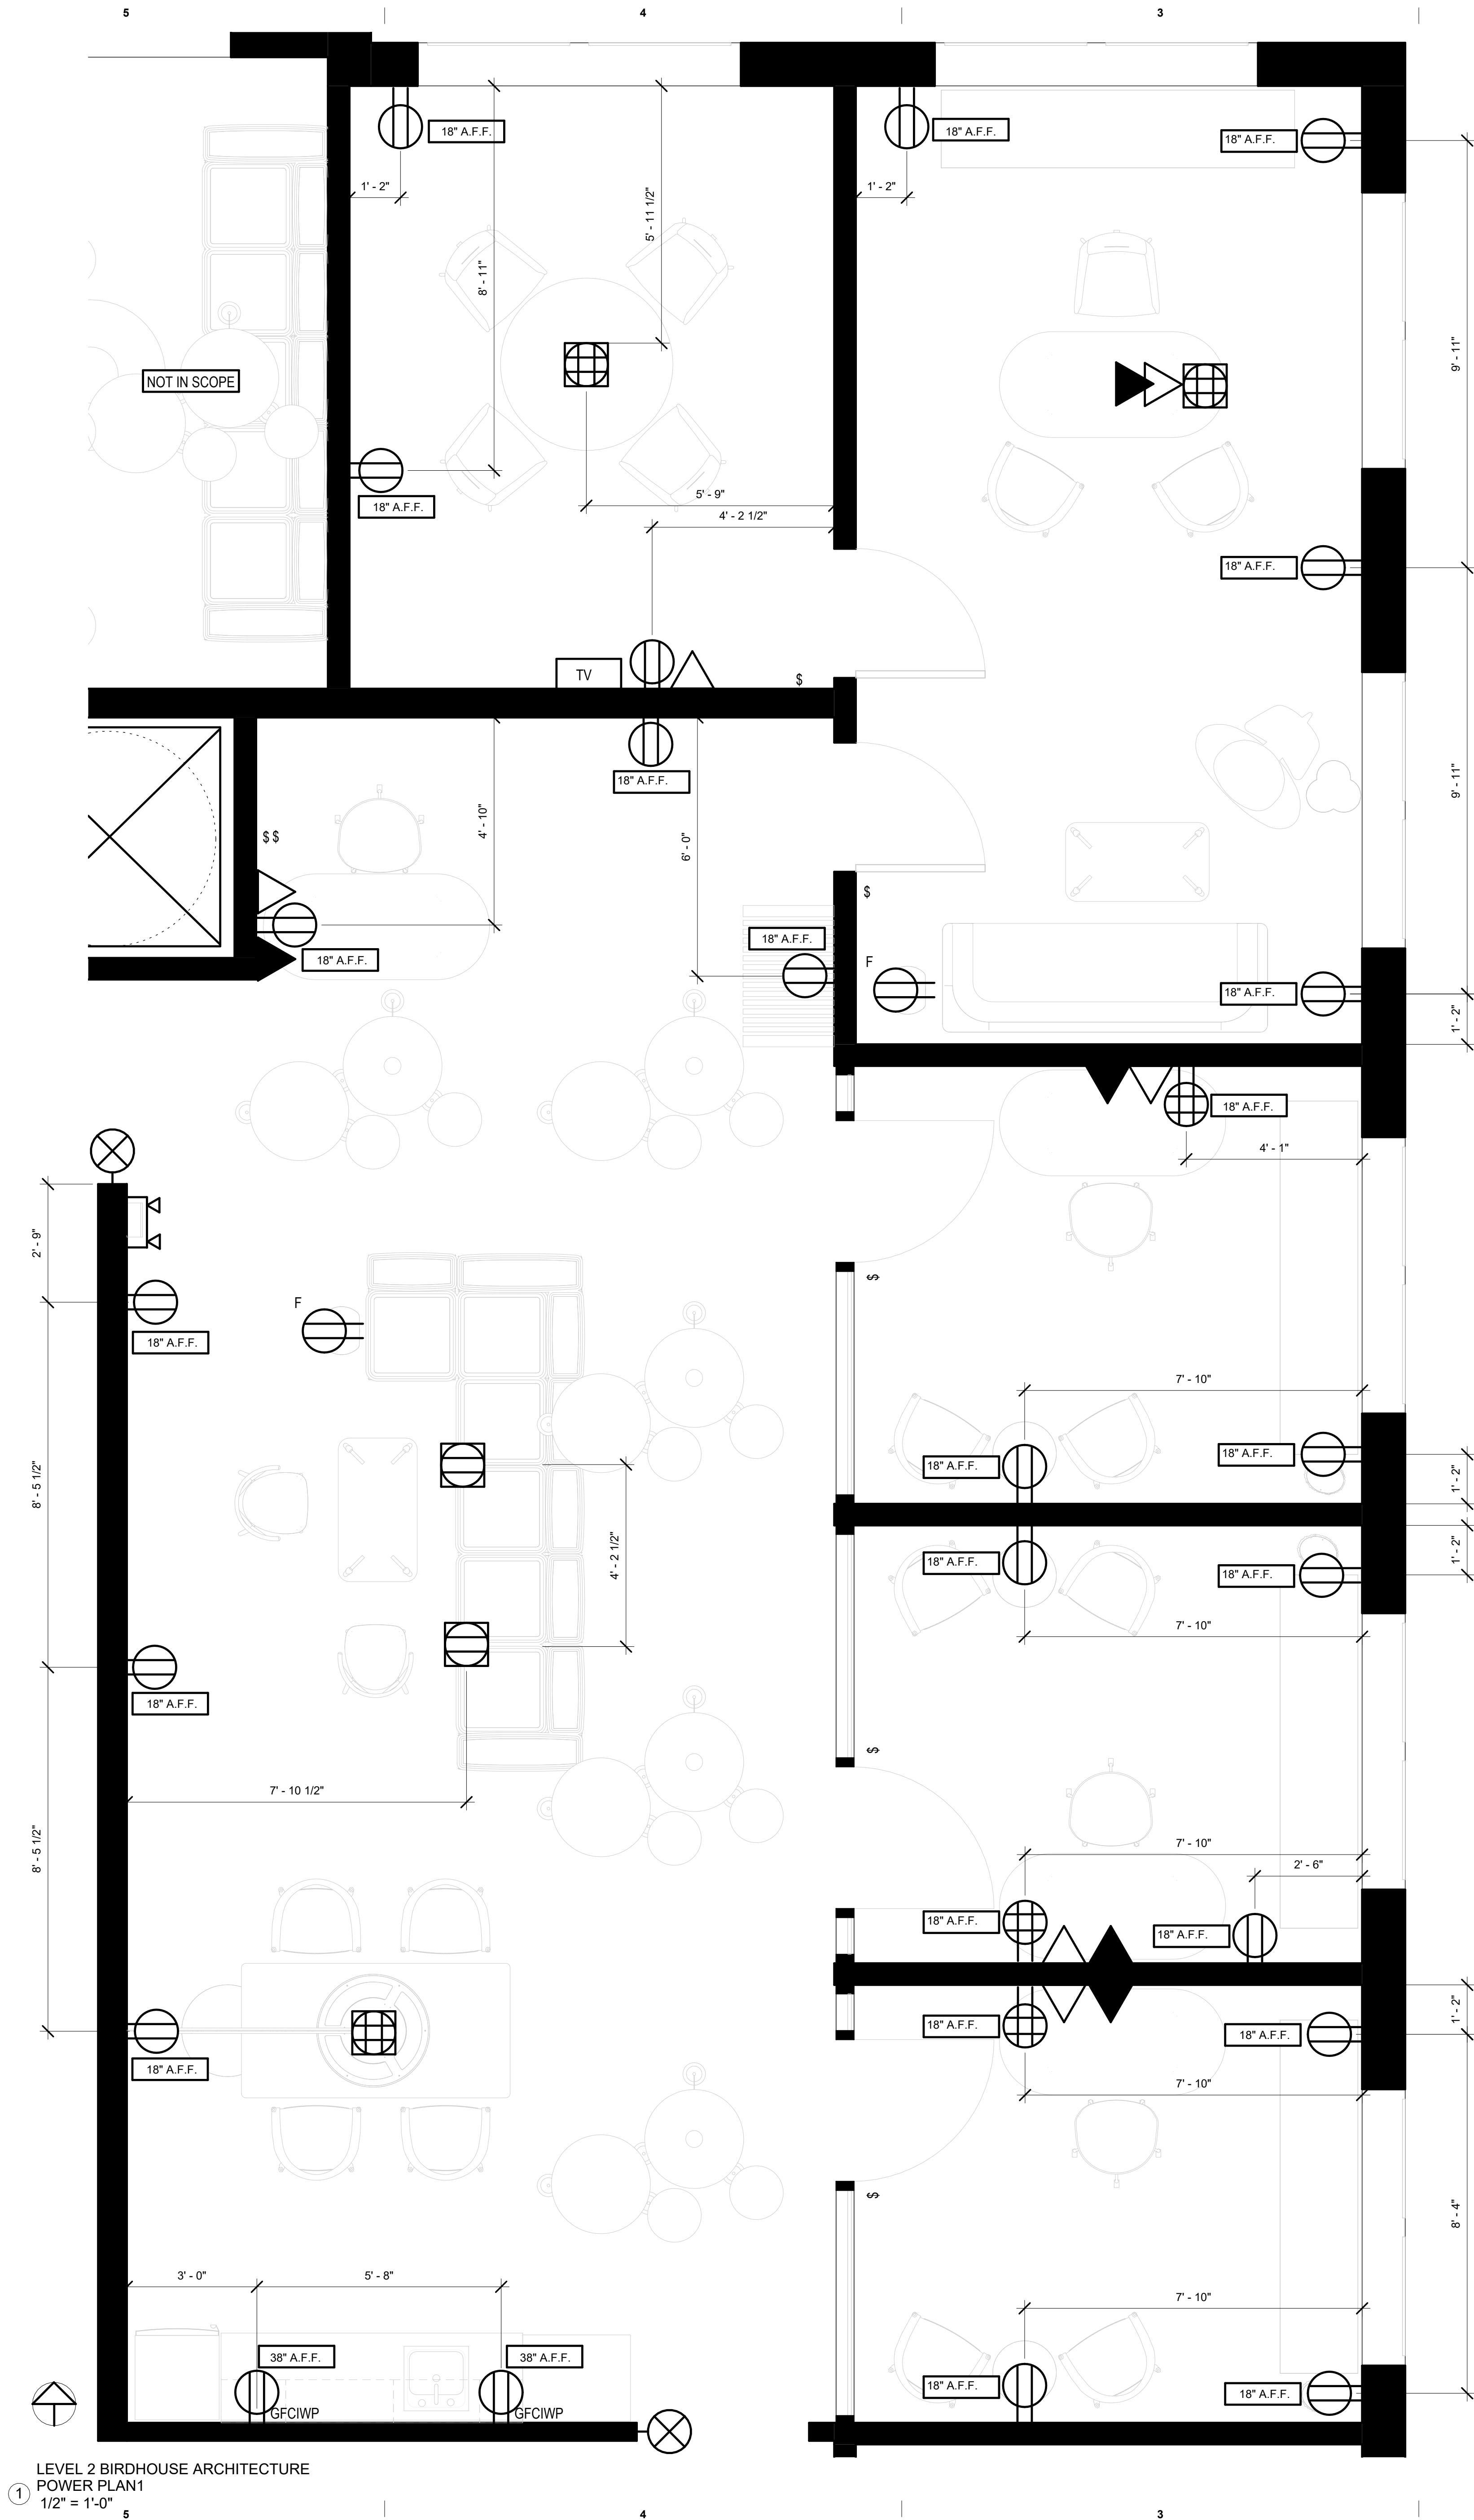 5 4 3
18" A.F.F.
18" A.F.F.
18" A.F.F.
1' - 2"
1' - 2"
5' - 11 1/2"
8' - 11"
9' - 11"
NOT IN SCOPE
5' - 9"
18" A.F.F.
4' - 2 1/2"
18" A.F.F.
TV
$
18" A.F.F.
9' - 11"
4' - 10"
$ $
6' - 0"
$
18" A.F.F.
18" A.F.F.
F
18" A.F.F.
1' - 2"
18" A.F.F.
4' - 1"
2' - 9"
$
F
18" A.F.F.
7' - 10"
18" A.F.F.
18" A.F.F.
8' - 5 1/2"
1' - 2"
4' - 2 1/2"
1' - 2"
18" A.F.F.
18" A.F.F.
7' - 10"
18" A.F.F.
$
7' - 10 1/2"
7' - 10"
8' - 5 1/2"
2' - 6"
18" A.F.F.
18" A.F.F.
1' - 2"
18" A.F.F.
18" A.F.F.
18" A.F.F.
7' - 10"
$
8' - 4"
3' - 0"
5' - 8"
7' - 10"
38" A.F.F.
38" A.F.F.
18" A.F.F.
18" A.F.F.
GFCIWP
GFCIWP
LEVEL 2 BIRDHOUSE ARCHITECTURE
POWER PLAN1
1
1/2" = 1'-0"
5 4 3